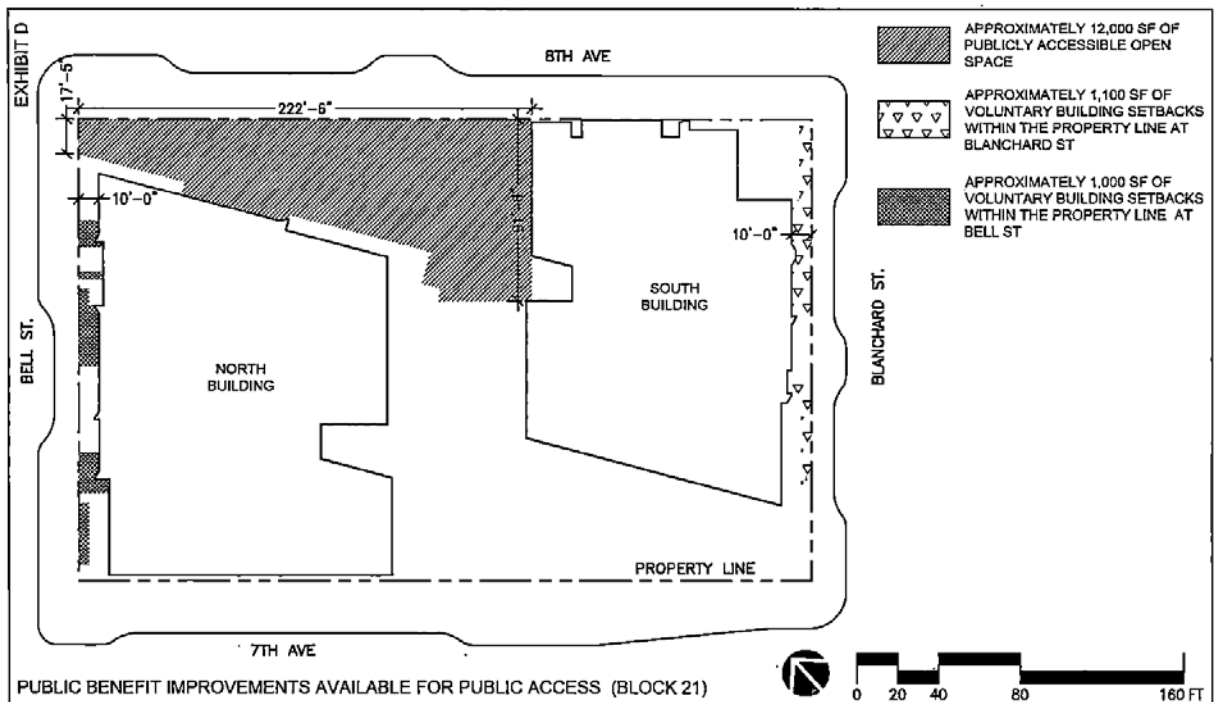 EXHIBIT D
8TH AVE
17'-5"
222'-6"
10'-0"
10'-0"
BELL ST.
NORTH
BUILDING
SOUTH
BUILDING
BLANCHARD ST.
PROPERTY LINE
7TH AVE
APPROXIMATELY 12,000 SF OF
PUBLICLY ACCESSIBLE OPEN
SPACE
APPROXIMATELY 1,100 SF OF
VOLUNTARY BUILDING SETBACKS
WITHIN THE PROPERTY LINE AT
BLANCHARD ST
APPROXIMATELY 1,000 SF OF
VOLUNTARY BUILDING SETBACKS
WITHIN THE PROPERTY LINE AT
BELL ST
PUBLIC BENEFIT IMPROVEMENTS AVAILABLE FOR PUBLIC ACCESS (BLOCK 21)
0 20 40 80 160 FT